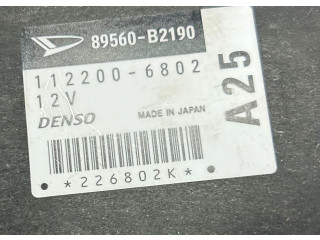 89560-B2190
112200-6802
12V
DENSO
MADE IN JAPAN
A25
*226802K*